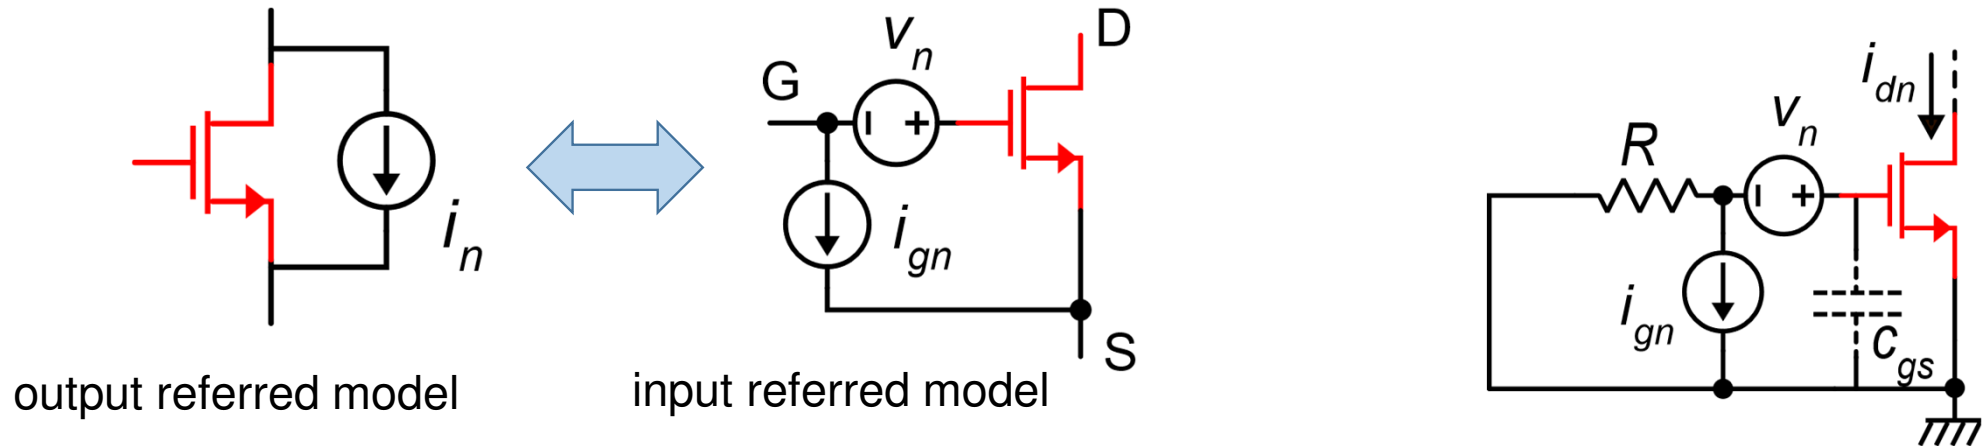 i_n
output referred model
G
v_n
D
i_gn
S
input referred model
R
v_n
i_dn
i_gn
c_gs